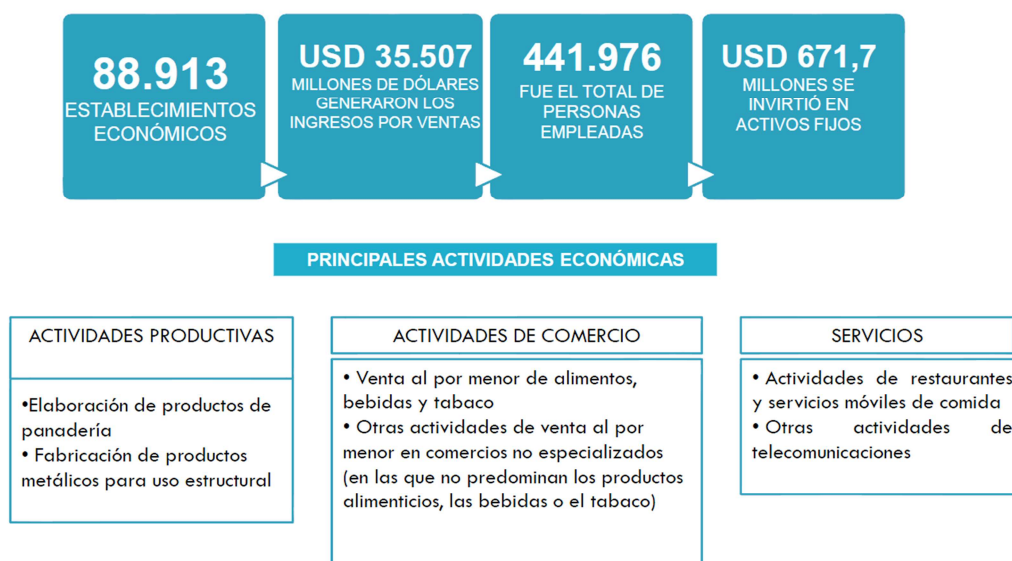 88.913
ESTABLECIMIENTOS
ECONÓMICOS
USD 35.507
MILLONES DE DÓLARES
GENERARON LOS
INGRESOS POR VENTAS
441.976
FUE EL TOTAL DE
PERSONAS
EMPLEADAS
USD 671,7
MILLONES SE
INVIRTIÓ EN
ACTIVOS FIJOS
PRINCIPALES ACTIVIDADES ECONÓMICAS
ACTIVIDADES PRODUCTIVAS
•Elaboración de productos de
panadería
• Fabricación de productos
metálicos para uso estructural
ACTIVIDADES DE COMERCIO
• Venta al por menor de alimentos,
bebidas y tabaco
• Otras actividades de venta al por
menor en comercios no especializados
(en las que no predominan los productos
alimenticios, las bebidas o el tabaco)
SERVICIOS
• Actividades de restaurantes
y servicios móviles de comida
• Otras actividades de
telecomunicaciones